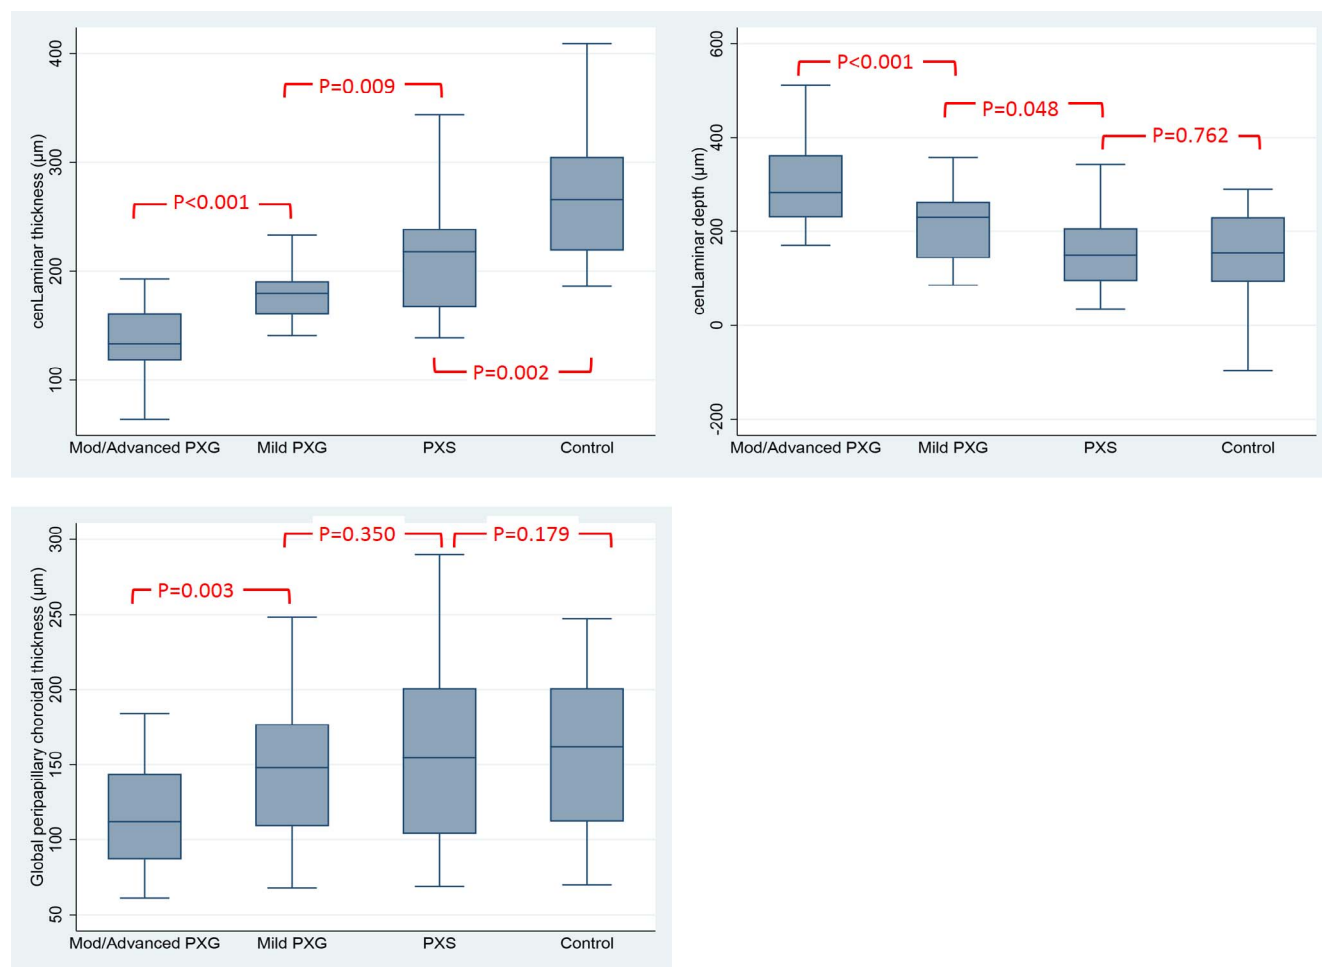 cenLaminar thickness (µm)
400
300
200
100
P=0.009
P<0.001
P=0.002
Mod/Advanced PXG
Mild PXG
PXS
Control
cenLaminar depth (µm)
600
400
200
0
-200
P<0.001
P=0.048
P=0.762
Mod/Advanced PXG
Mild PXG
PXS
Control
Global peripapillary choroidal thickness (µm)
300
250
200
150
100
50
P=0.350
P=0.179
P=0.003
Mod/Advanced PXG
Mild PXG
PXS
Control